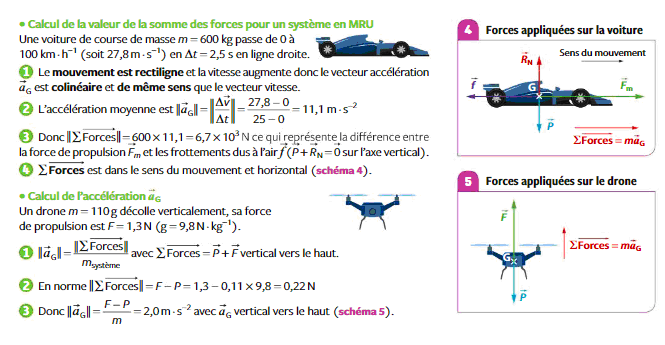 • Calcul de la valeur de la somme des forces pour un système en MRU
Une voiture de course de masse m = 600 kg passe de 0 à
100 km·h⁻¹ (soit 27,8 m·s⁻¹) en Δt = 2,5 s en ligne droite.
1 Le mouvement est rectiligne et la vitesse augmente donc le vecteur accélération
a⃗G est colinéaire et de même sens que le vecteur vitesse.
2 L'accélération moyenne est ‖a⃗G‖ = ‖Δv⃗/Δt‖ = (27,8 – 0)/(25 – 0) = 11,1 m·s⁻²
3 Donc ‖ΣForces‖ = 600 × 11,1 = 6,7 × 10³ N ce qui représente la différence entre
la force de propulsion F⃗m et les frottements dus à l'air f⃗ (P⃗ + R⃗N = 0⃗ sur l'axe vertical).
4 ΣForces est dans le sens du mouvement et horizontal (schéma 4).
• Calcul de l'accélération a⃗G
Un drone m = 110 g décolle verticalement, sa force
de propulsion est F = 1,3 N (g = 9,8 N·kg⁻¹).
1 ‖a⃗G‖ = ‖ΣForces‖/msystème avec ΣForces = P⃗ + F⃗ vertical vers le haut.
2 En norme ‖ΣForces‖ = F – P = 1,3 – 0,11 × 9,8 = 0,22 N
3 Donc ‖a⃗G‖ = (F – P)/m = 2,0 m·s⁻² avec a⃗G vertical vers le haut (schéma 5).
4 Forces appliquées sur la voiture
R⃗N
Sens du mouvement
f⃗
G
F⃗m
P⃗
ΣForces = ma⃗G
5 Forces appliquées sur le drone
F⃗
ΣForces = ma⃗G
G
P⃗